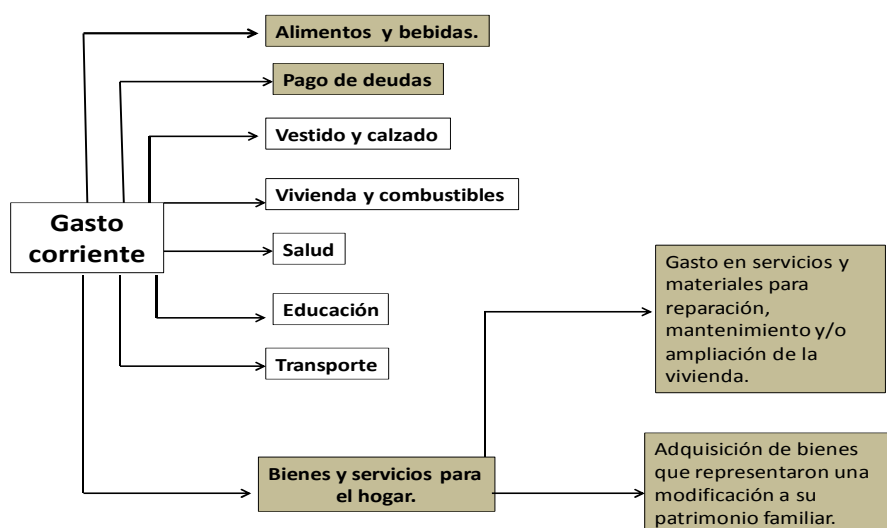 Alimentos y bebidas.
Pago de deudas
Vestido y calzado
Vivienda y combustibles
Gasto
corriente
Salud
Educación
Transporte
Bienes y servicios para
el hogar.
Gasto en servicios y
materiales para
reparación,
mantenimiento y/o
ampliación de la
vivienda.
Adquisición de bienes
que representaron una
modificación a su
patrimonio familiar.